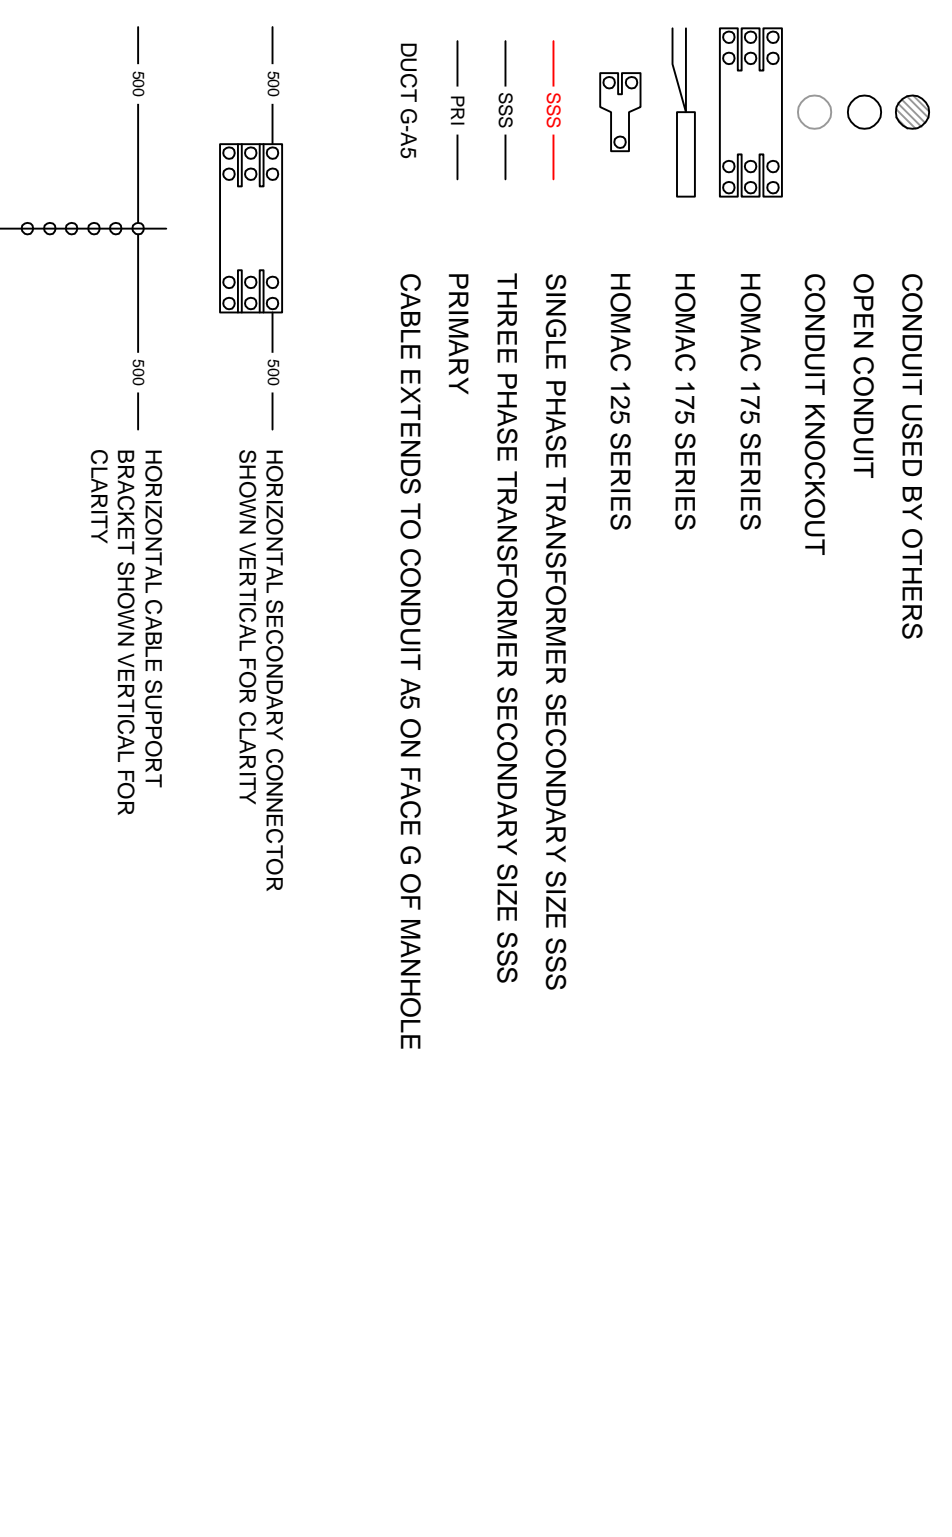 CONDUIT USED BY OTHERS
OPEN CONDUIT
CONDUIT KNOCKOUT
HOMAC 175 SERIES
HOMAC 175 SERIES
HOMAC 125 SERIES
SSS SINGLE PHASE TRANSFORMER SECONDARY SIZE SSS
SSS THREE PHASE TRANSFORMER SECONDARY SIZE SSS
PRI PRIMARY
DUCT G-A5 CABLE EXTENDS TO CONDUIT A5 ON FACE G OF MANHOLE
500 500
HORIZONTAL SECONDARY CONNECTOR
SHOWN VERTICAL FOR CLARITY
500 500
HORIZONTAL CABLE SUPPORT
BRACKET SHOWN VERTICAL FOR
CLARITY